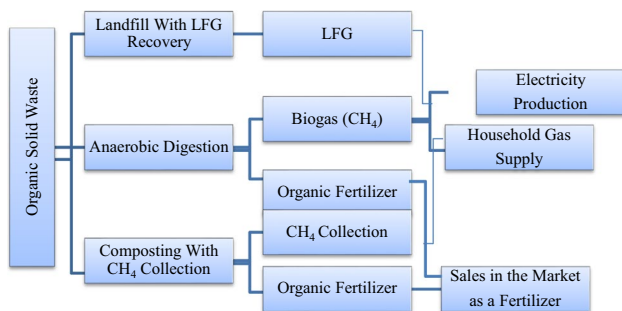 Organic Solid Waste
Landfill With LFG
Recovery
LFG
Anaerobic Digestion
Biogas (CH₄)
Organic Fertilizer
Composting With
CH₄ Collection
CH₄ Collection
Organic Fertilizer
Electricity
Production
Household Gas
Supply
Sales in the Market
as a Fertilizer